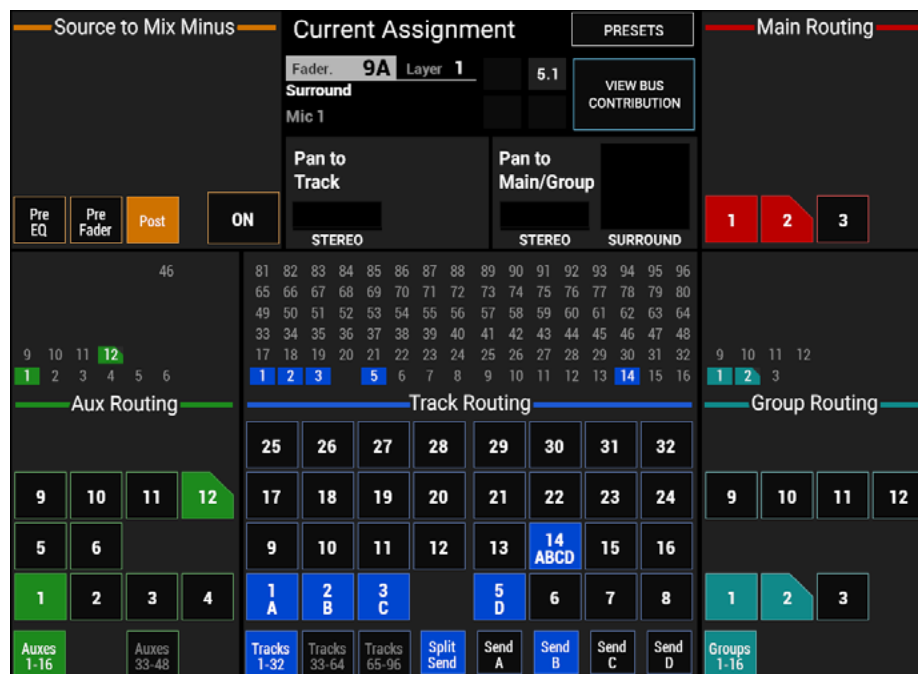 Source to Mix Minus
Pre EQ
Pre Fader
Post
ON
Current Assignment
PRESETS
Fader. 9A Layer 1
Surround
Mic 1
5.1
VIEW BUS CONTRIBUTION
Pan to Track
STEREO
Pan to Main/Group
STEREO SURROUND
Main Routing
1 2 3
46
9 10 11 12
1 2 3 4 5 6
Aux Routing
9 10 11 12
5 6
1 2 3 4
Auxes 1-16
Auxes 33-48
81 82 83 84 85 86 87 88 89 90 91 92 93 94 95 96
65 66 67 68 69 70 71 72 73 74 75 76 77 78 79 80
49 50 51 52 53 54 55 56 57 58 59 60 61 62 63 64
33 34 35 36 37 38 39 40 41 42 43 44 45 46 47 48
17 18 19 20 21 22 23 24 25 26 27 28 29 30 31 32
1 2 3 5 6 7 8 9 10 11 12 13 14 15 16
Track Routing
25 26 27 28 29 30 31 32
17 18 19 20 21 22 23 24
9 10 11 12 13 14 ABCD 15 16
1 A 2 B 3 C 5 D 6 7 8
Tracks 1-32
Tracks 33-64
Tracks 65-96
Split Send
Send A
Send B
Send C
Send D
9 10 11 12
1 2 3
Group Routing
9 10 11 12
1 2 3
Groups 1-16